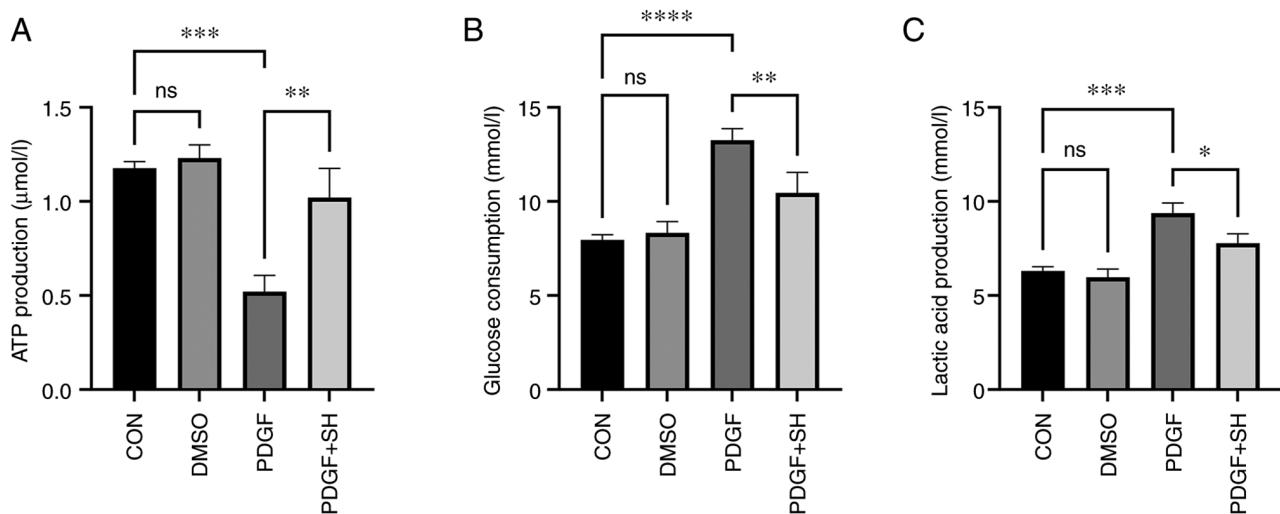 A
***
ns
**
ATP production (µmol/l)
1.5
1.0
0.5
0.0
CON
DMSO
PDGF
PDGF+SH
B
****
ns
**
Glucose consumption (mmol/l)
15
10
5
0
CON
DMSO
PDGF
PDGF+SH
C
***
ns
*
Lactic acid production (mmol/l)
15
10
5
0
CON
DMSO
PDGF
PDGF+SH